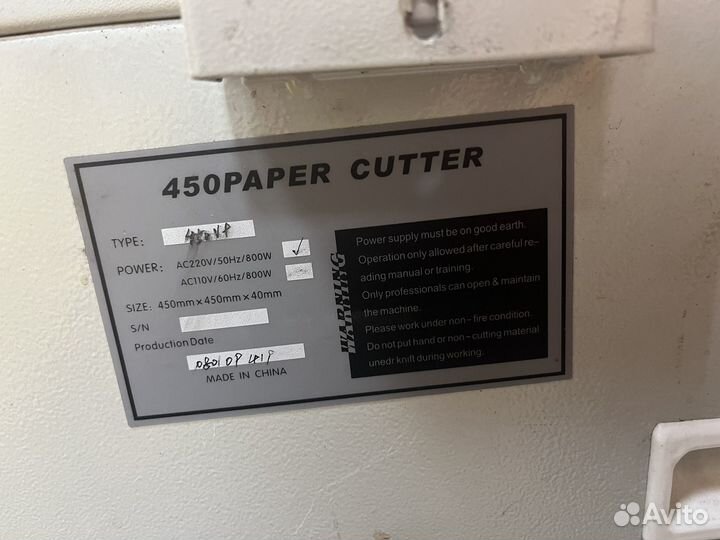 450PAPER CUTTER
TYPE: 450VP
POWER: AC220V/50Hz/800W ✓
AC110V/60Hz/800W
SIZE: 450mm×450mm×40mm
S/N
Production Date
MADE IN CHINA
WARNING
Power supply must be on good earth.
Operation only allowed after careful re-
ading manual or training.
Only professionals can open & maintain
the machine.
Please work under non-fire condition.
Do not put hand or non-cutting material
unedr knift during working.
Avito